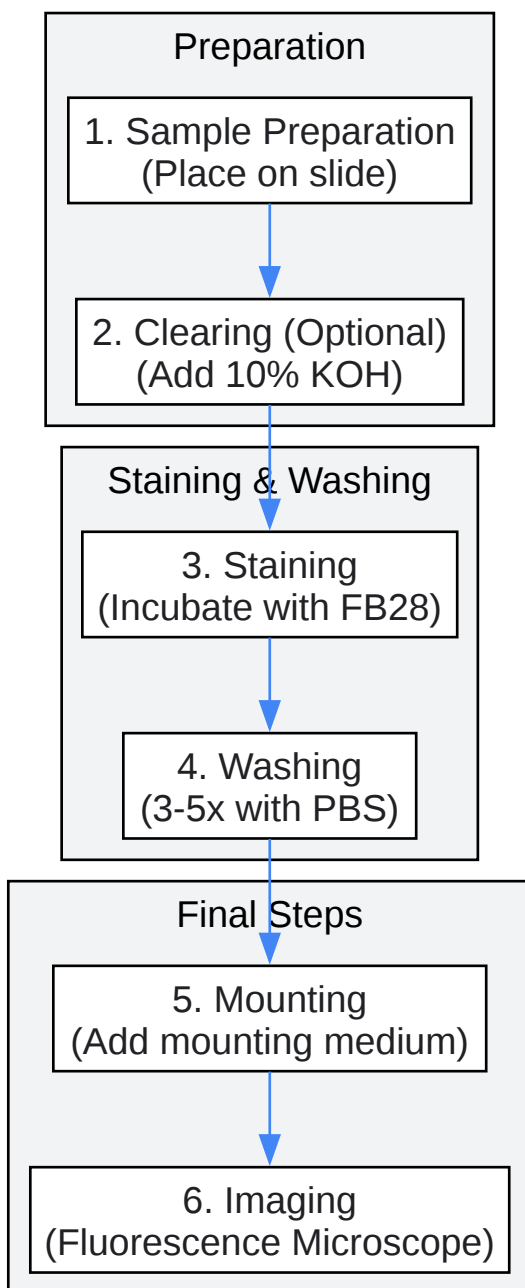 Preparation
1. Sample Preparation
(Place on slide)
2. Clearing (Optional)
(Add 10% KOH)
Staining & Washing
3. Staining
(Incubate with FB28)
4. Washing
(3-5x with PBS)
Final Steps
5. Mounting
(Add mounting medium)
6. Imaging
(Fluorescence Microscope)